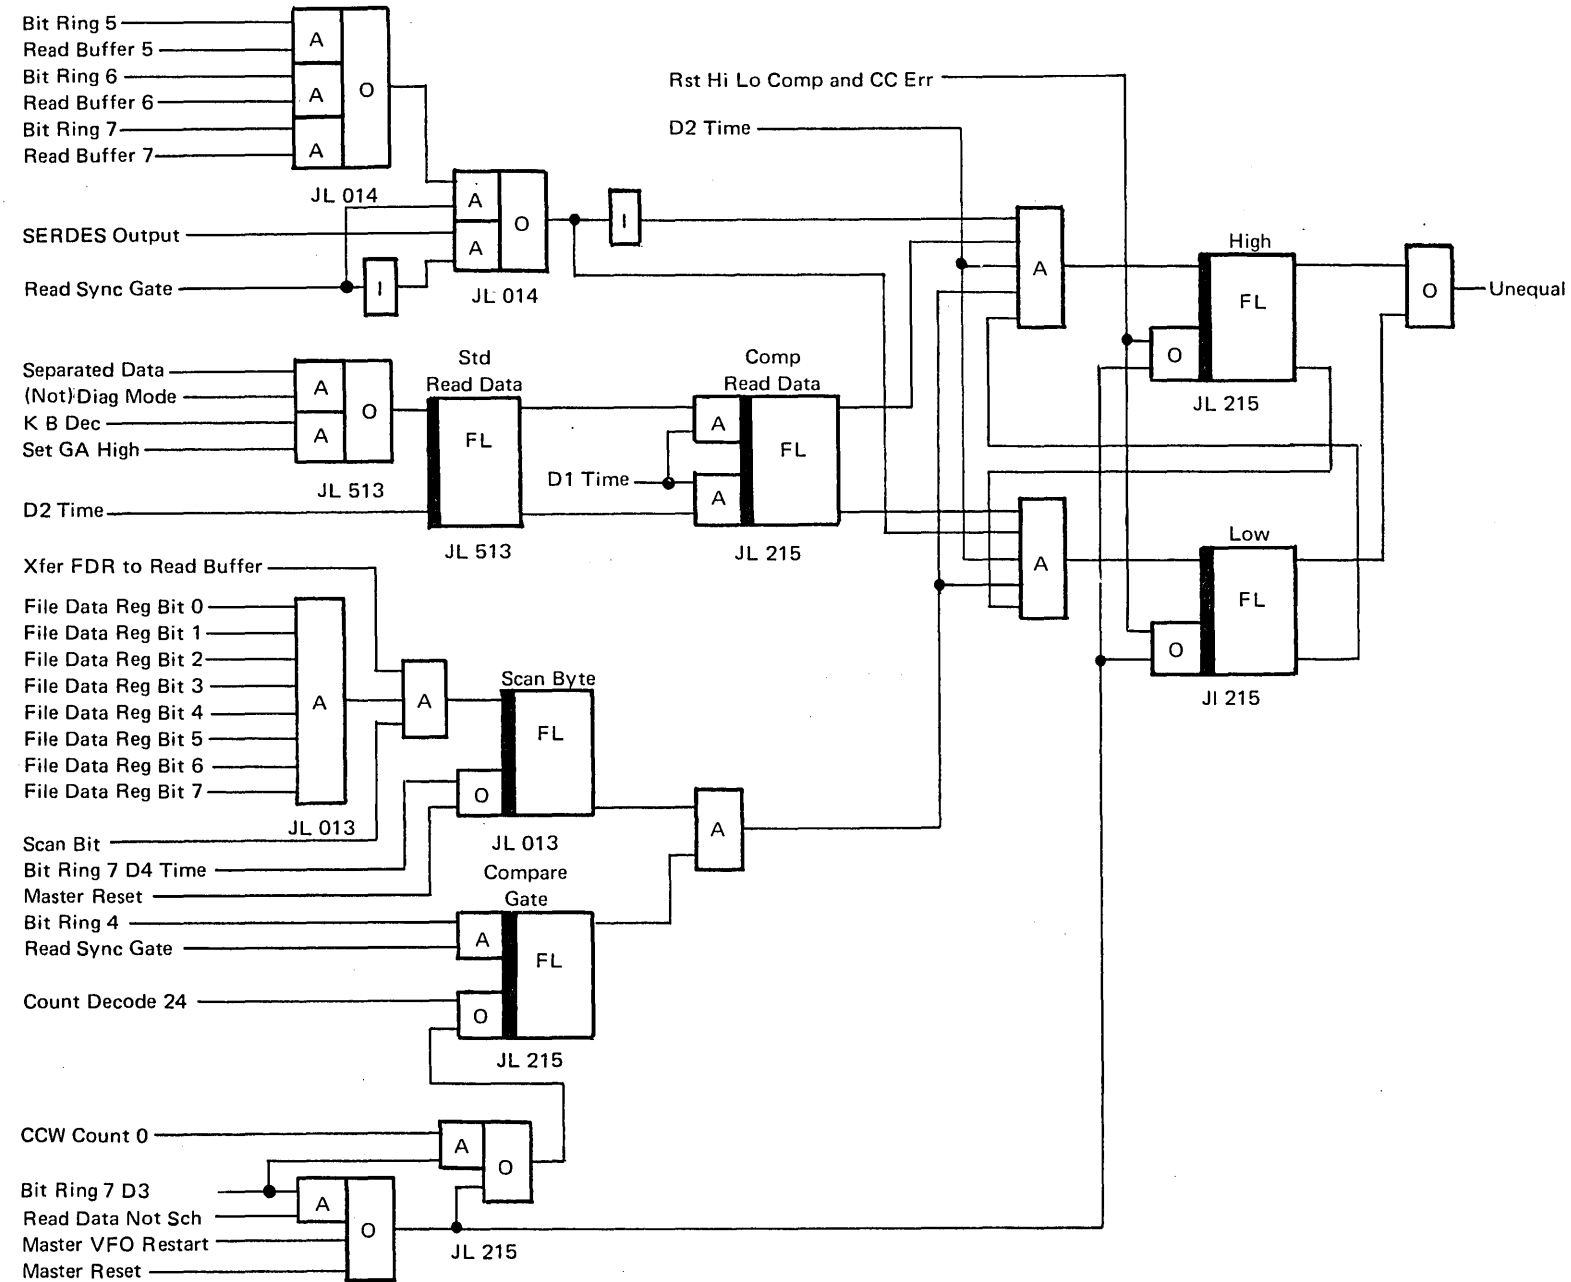 Bit Ring 5
Read Buffer 5
Bit Ring 6
Read Buffer 6
Bit Ring 7
Read Buffer 7
A
A
A
O
JL 014
Rst Hi Lo Comp and CC Err
D2 Time
SERDES Output
Read Sync Gate
I
A
A
O
JL 014
I
A
High
FL
O
JL 215
O
Unequal
Separated Data
(Not) Diag Mode
K B Dec
Set GA High
A
A
O
JL 513
D2 Time
Std
Read Data
FL
JL 513
D1 Time
Comp
Read Data
A
A
FL
JL 215
A
Low
FL
O
JI 215
Xfer FDR to Read Buffer
File Data Reg Bit 0
File Data Reg Bit 1
File Data Reg Bit 2
File Data Reg Bit 3
File Data Reg Bit 4
File Data Reg Bit 5
File Data Reg Bit 6
File Data Reg Bit 7
A
JL 013
A
Scan Byte
FL
O
JL 013
A
Scan Bit
Bit Ring 7 D4 Time
Master Reset
Bit Ring 4
Read Sync Gate
Count Decode 24
Compare
Gate
A
FL
O
JL 215
CCW Count 0
A
O
Bit Ring 7 D3
Read Data Not Sch
Master VFO Restart
Master Reset
A
O
JL 215